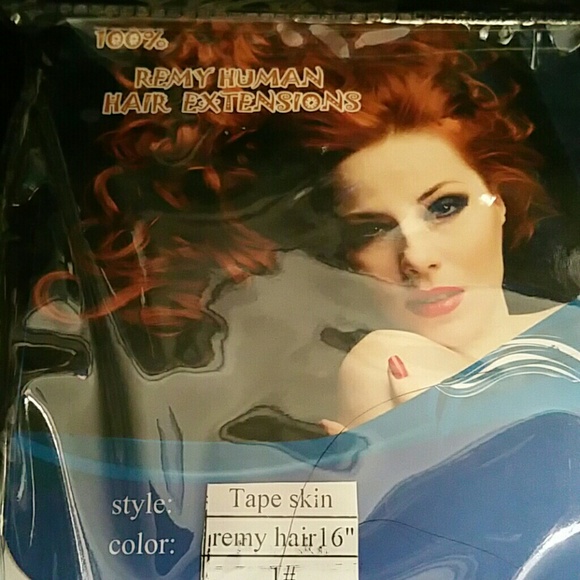 100%
REMY HUMAN
HAIR EXTENSIONS
style: Tape skin
color: remy hair16"
1#